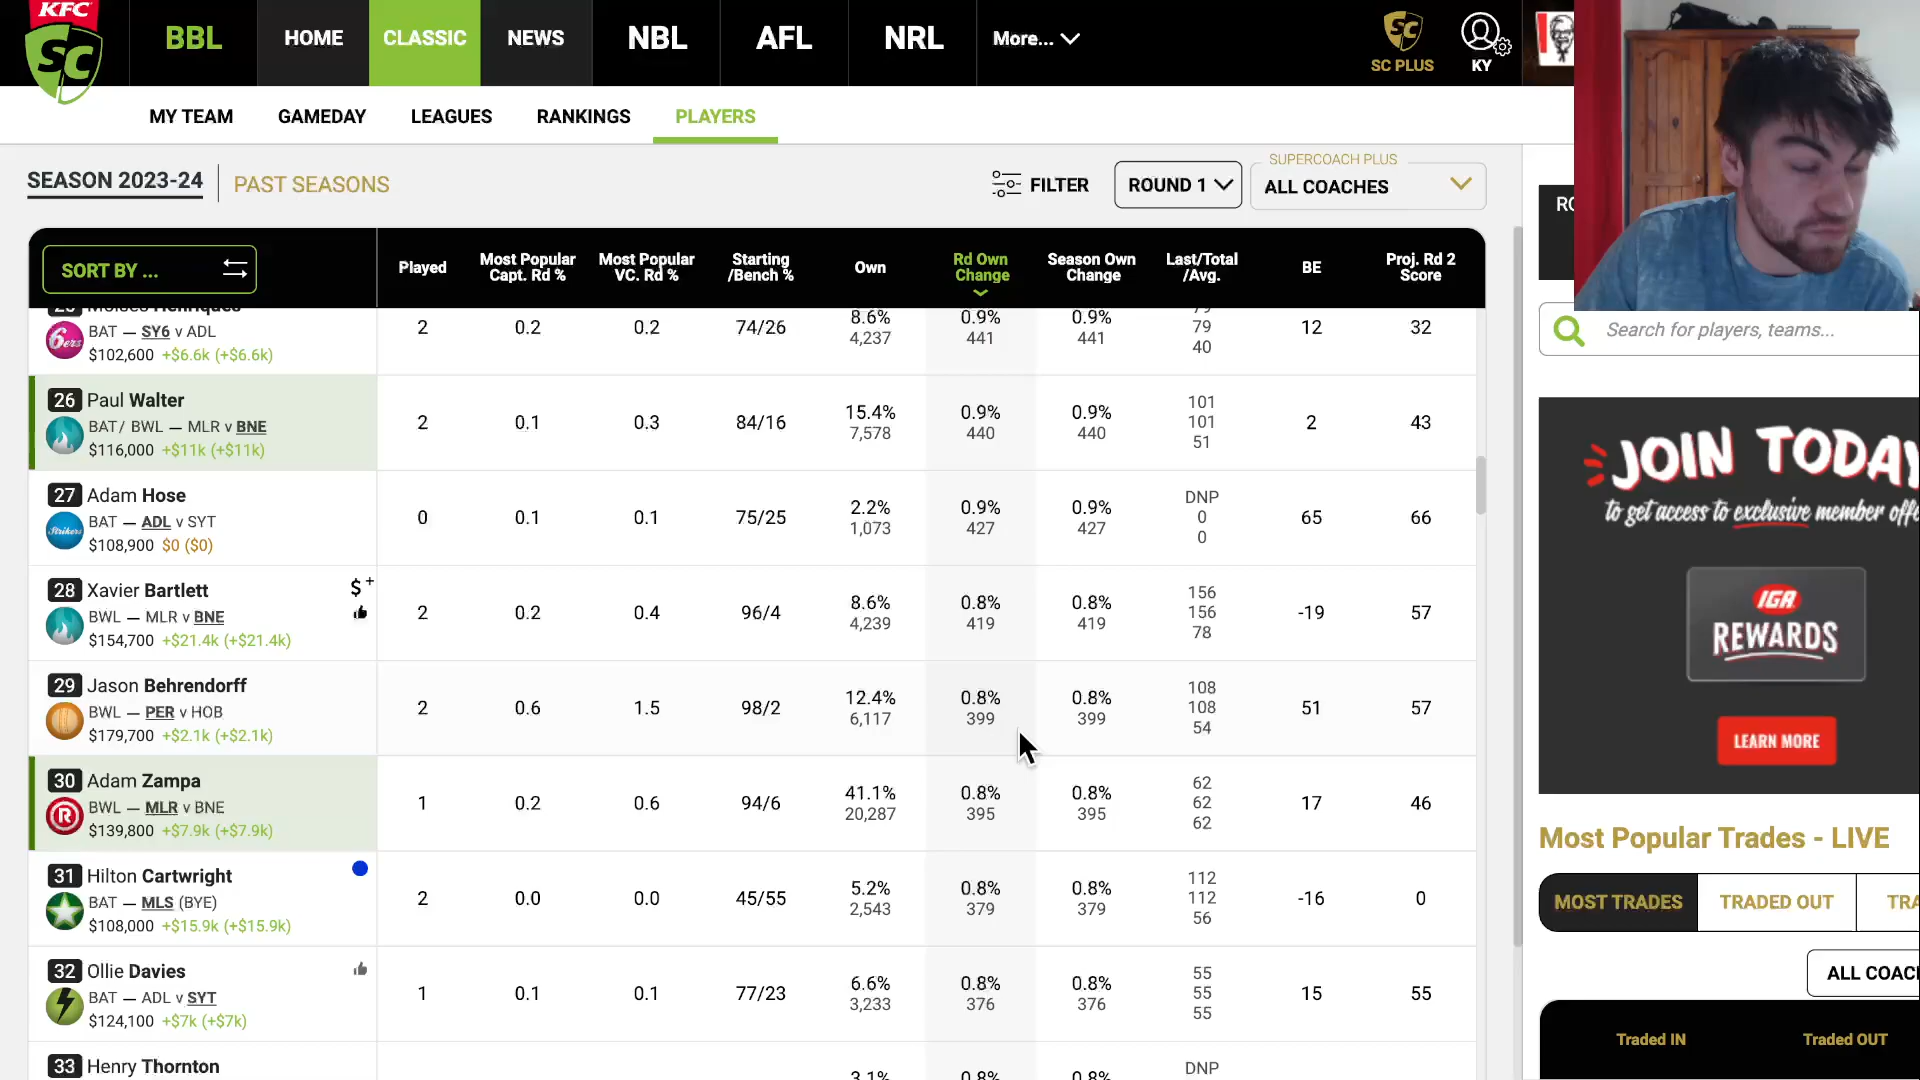 KFC
SC
BBL
HOME
CLASSIC
NEWS
NBL
AFL
NRL
More...
SC
SC PLUS
KY
MY TEAM
GAMEDAY
LEAGUES
RANKINGS
PLAYERS
SEASON 2023-24
PAST SEASONS
FILTER
ROUND 1
SUPERCOACH PLUS
ALL COACHES
SORT BY ...
Played
Most Popular Capt. Rd %
Most Popular VC. Rd %
Starting /Bench %
Own
Rd Own Change
Season Own Change
Last/Total /Avg.
BE
Proj. Rd 2 Score
6ers
BAT — SY6 v ADL
$102,600 +$6.6k (+$6.6k)
2
0.2
0.2
74/26
8.6%
4,237
0.9%
441
0.9%
441
79
40
12
32
26 Paul Walter
BAT/ BWL — MLR v BNE
$116,000 +$11k (+$11k)
2
0.1
0.3
84/16
15.4%
7,578
0.9%
440
0.9%
440
101
101
51
2
43
27 Adam Hose
Strikers
BAT — ADL v SYT
$108,900 $0 ($0)
0
0.1
0.1
75/25
2.2%
1,073
0.9%
427
0.9%
427
DNP
0
0
65
66
28 Xavier Bartlett
$+
BWL — MLR v BNE
$154,700 +$21.4k (+$21.4k)
2
0.2
0.4
96/4
8.6%
4,239
0.8%
419
0.8%
419
156
156
78
-19
57
29 Jason Behrendorff
BWL — PER v HOB
$179,700 +$2.1k (+$2.1k)
2
0.6
1.5
98/2
12.4%
6,117
0.8%
399
0.8%
399
108
108
54
51
57
30 Adam Zampa
R
BWL — MLR v BNE
$139,800 +$7.9k (+$7.9k)
1
0.2
0.6
94/6
41.1%
20,287
0.8%
395
0.8%
395
62
62
62
17
46
31 Hilton Cartwright
BAT — MLS (BYE)
$108,000 +$15.9k (+$15.9k)
2
0.0
0.0
45/55
5.2%
2,543
0.8%
379
0.8%
379
112
112
56
-16
0
32 Ollie Davies
BAT — ADL v SYT
$124,100 +$7k (+$7k)
1
0.1
0.1
77/23
6.6%
3,233
0.8%
376
0.8%
376
55
55
55
15
55
33 Henry Thornton
3.1%
0.8%
0.8%
DNP
Search for players, teams...
JOIN TODAY
to get access to exclusive member
IGA
REWARDS
LEARN MORE
Most Popular Trades - LIVE
MOST TRADES
TRADED OUT
ALL
Traded IN
Traded OUT